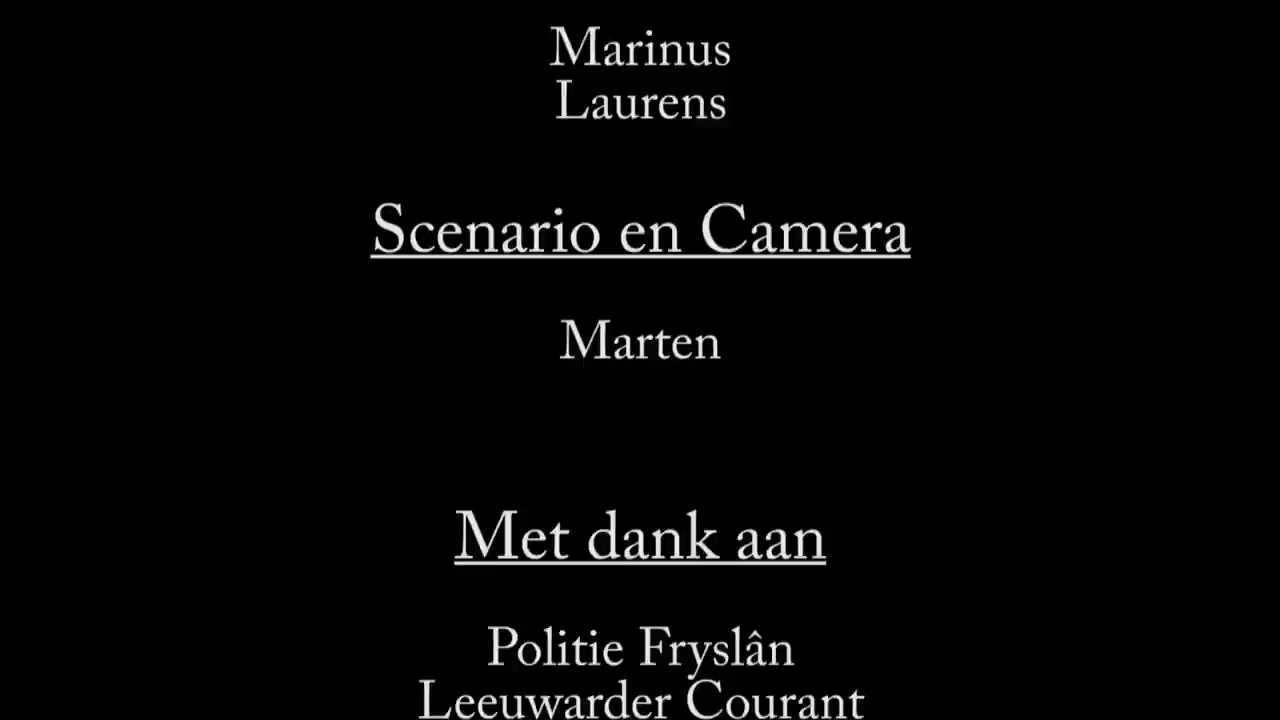 Marinus
Laurens
Scenario en Camera
Marten
Met dank aan
Politie Fryslân
Leeuwarder Courant